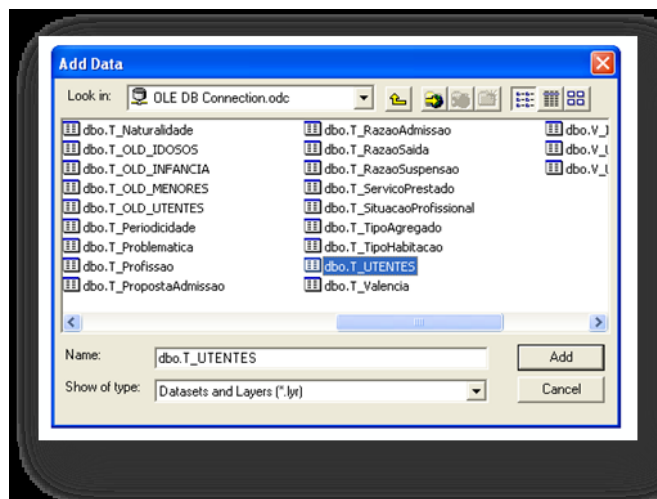 Add Data
Look in: OLE DB Connection.odc
dbo.T_Naturalidade
dbo.T_OLD_IDOSOS
dbo.T_OLD_INFANCIA
dbo.T_OLD_MENORES
dbo.T_OLD_UTENTES
dbo.T_Periodicidade
dbo.T_Problematica
dbo.T_Profissao
dbo.T_PropostaAdmissao
dbo.T_RazaoAdmissao
dbo.T_RazaoSaida
dbo.T_RazaoSuspensao
dbo.T_ServicoPrestado
dbo.T_SituacaoProfissional
dbo.T_TipoAgregado
dbo.T_TipoHabitacao
dbo.T_UTENTES
dbo.T_Valencia
Name: dbo.T_UTENTES
Add
Show of type: Datasets and Layers (*.lyr)
Cancel